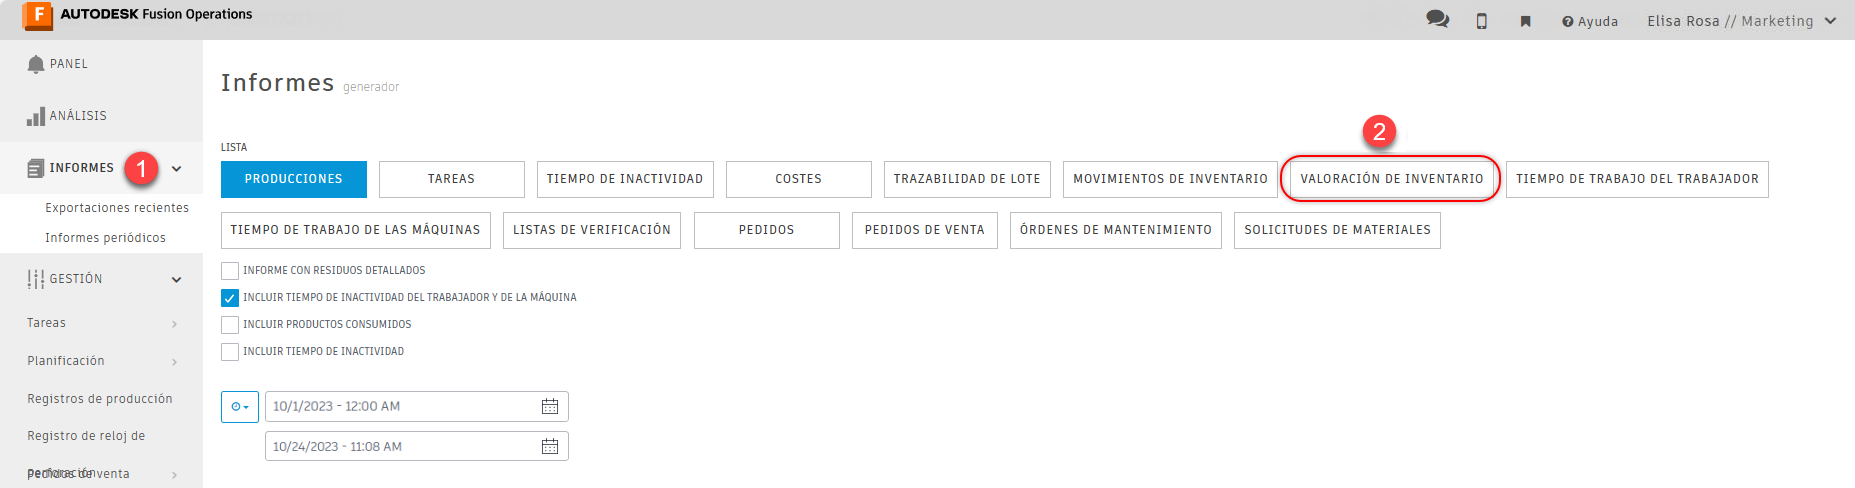 AUTODESK Fusion Operations
Ayuda
Elisa Rosa // Marketing
PANEL
ANÁLISIS
INFORMES 1
Exportaciones recientes
Informes periódicos
GESTIÓN
Tareas
Planificación
Registros de producción
Registro de reloj de
perforación
Pedidos de venta
Informes generador
LISTA
2
PRODUCCIONES TAREAS TIEMPO DE INACTIVIDAD COSTES TRAZABILIDAD DE LOTE MOVIMIENTOS DE INVENTARIO VALORACIÓN DE INVENTARIO TIEMPO DE TRABAJO DEL TRABAJADOR
TIEMPO DE TRABAJO DE LAS MÁQUINAS LISTAS DE VERIFICACIÓN PEDIDOS PEDIDOS DE VENTA ÓRDENES DE MANTENIMIENTO SOLICITUDES DE MATERIALES
INFORME CON RESIDUOS DETALLADOS
INCLUIR TIEMPO DE INACTIVIDAD DEL TRABAJADOR Y DE LA MÁQUINA
INCLUIR PRODUCTOS CONSUMIDOS
INCLUIR TIEMPO DE INACTIVIDAD
10/1/2023 - 12:00 AM
10/24/2023 - 11:08 AM